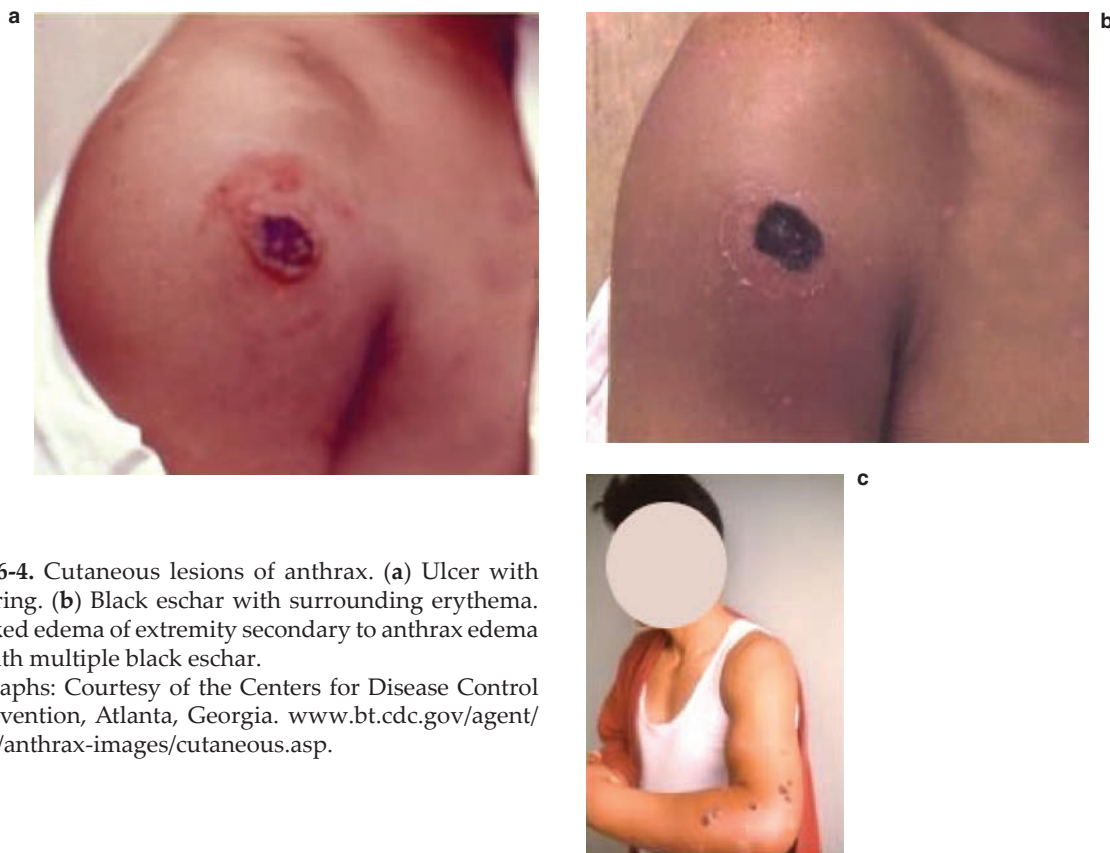 a
b
c
6-4. Cutaneous lesions of anthrax. (a) Ulcer with
ring. (b) Black eschar with surrounding erythema.
ked edema of extremity secondary to anthrax edema
ith multiple black eschar.
aphs: Courtesy of the Centers for Disease Control
vention, Atlanta, Georgia. www.bt.cdc.gov/agent/
/anthrax-images/cutaneous.asp.